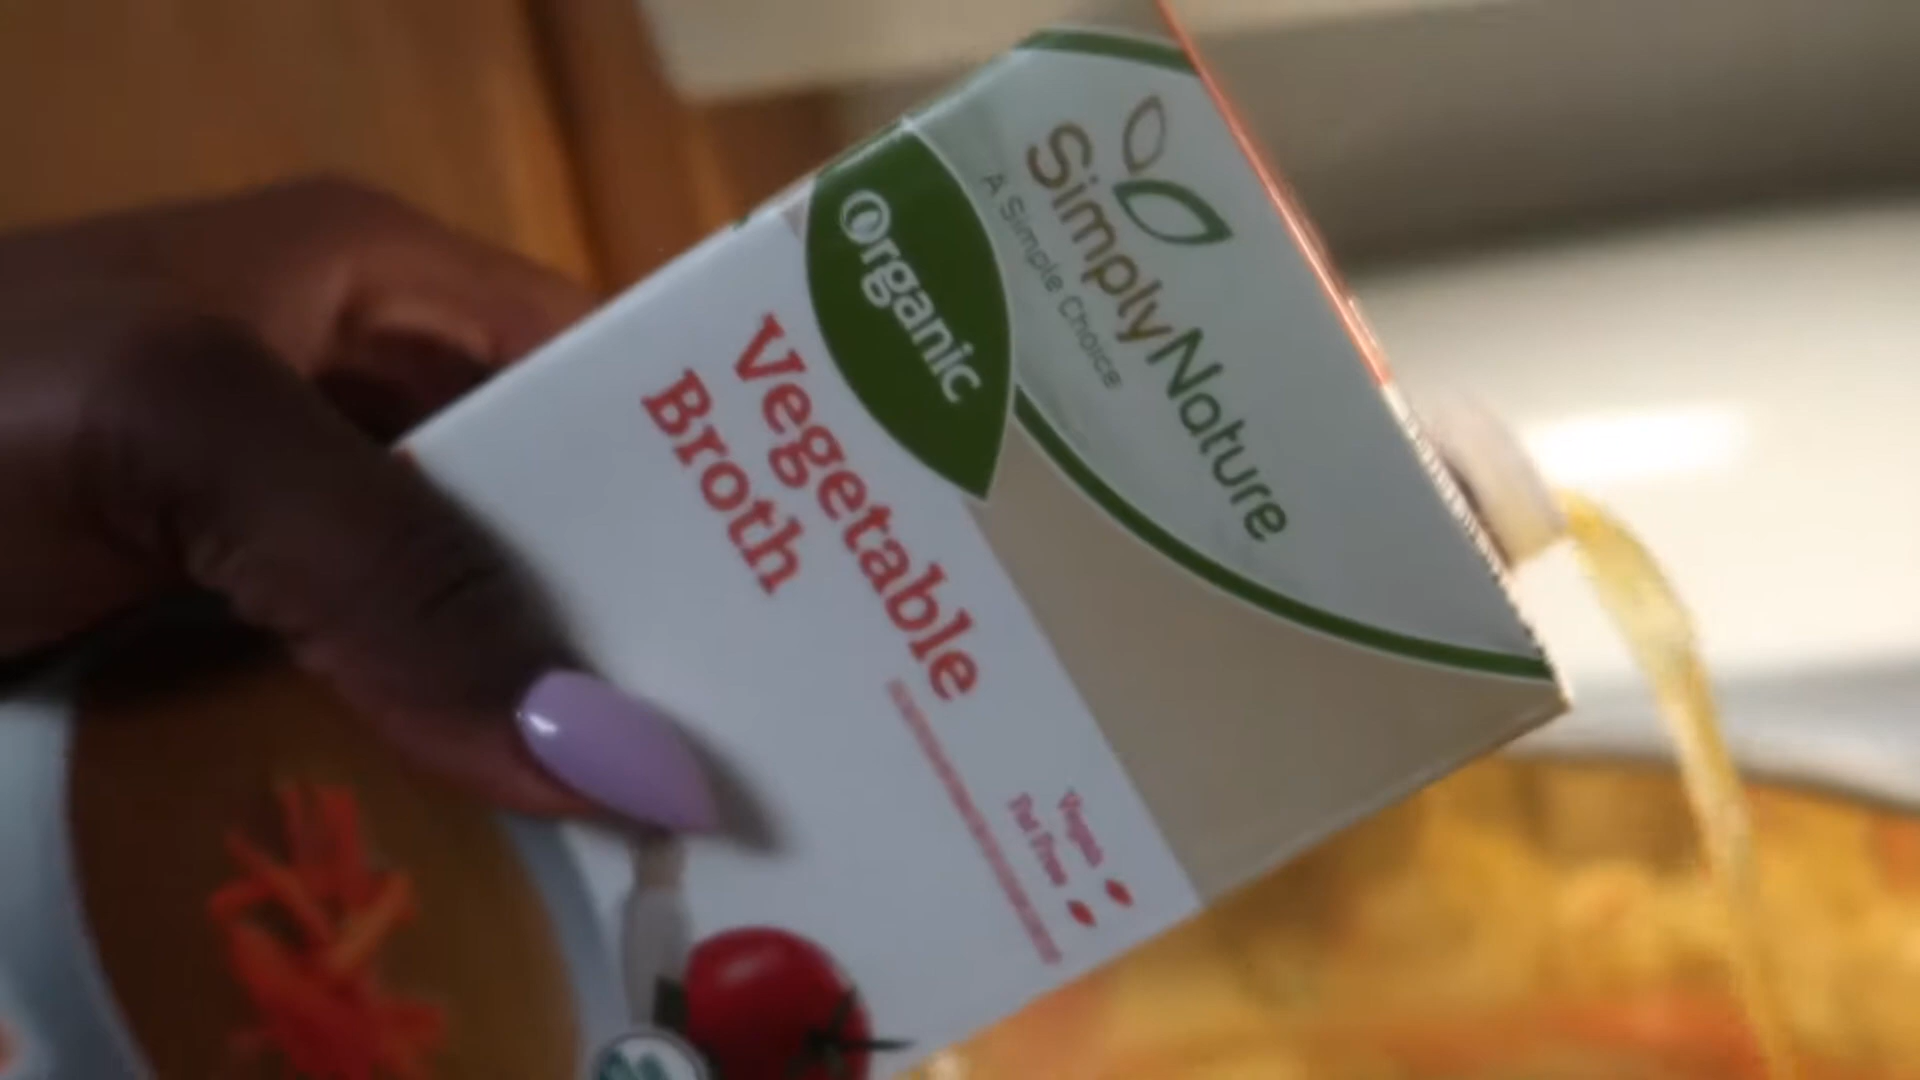 SimplyNature
A Simple Choice
Organic
Vegetable
Broth
Vegan
Fat Free